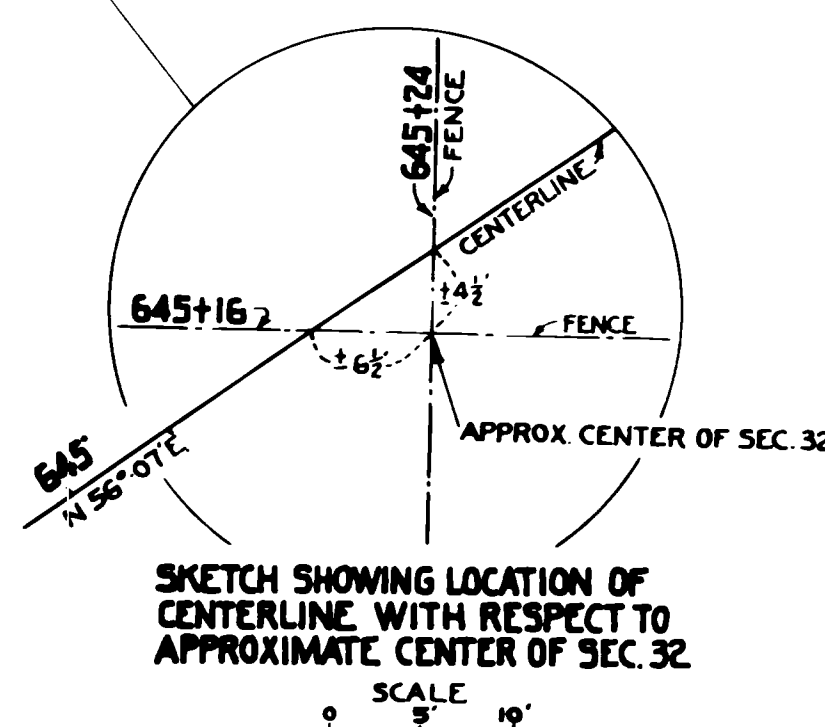 645+24
FENCE
CENTERLINE
±4½'
645+16
FENCE
±6½'
APPROX. CENTER OF SEC. 32
645
N 56°-07'E
SKETCH SHOWING LOCATION OF
CENTERLINE WITH RESPECT TO
APPROXIMATE CENTER OF SEC. 32
SCALE
0 5' 10'